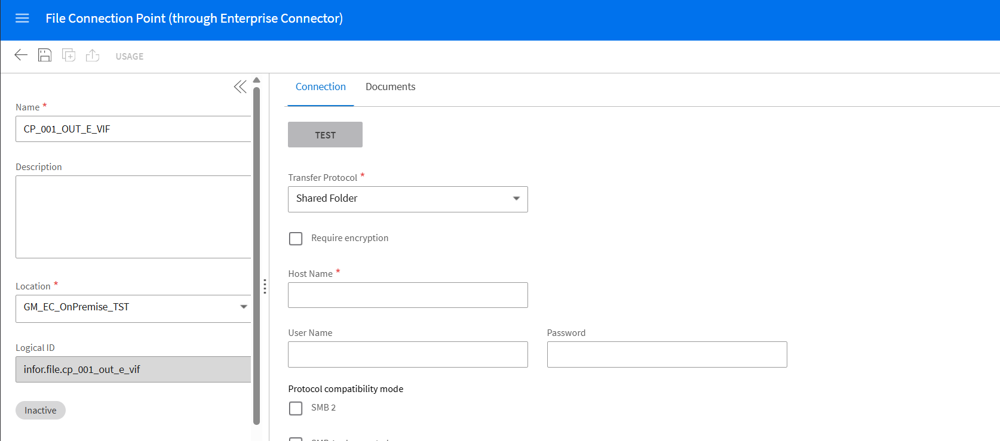 File Connection Point (through Enterprise Connector)
USAGE
Name *
CP_001_OUT_E_VIF
Description
Location *
GM_EC_OnPremise_TST
Logical ID
infor.file.cp_001_out_e_vif
Inactive
Connection Documents
TEST
Transfer Protocol *
Shared Folder
Require encryption
Host Name *
User Name Password
Protocol compatibility mode
SMB 2